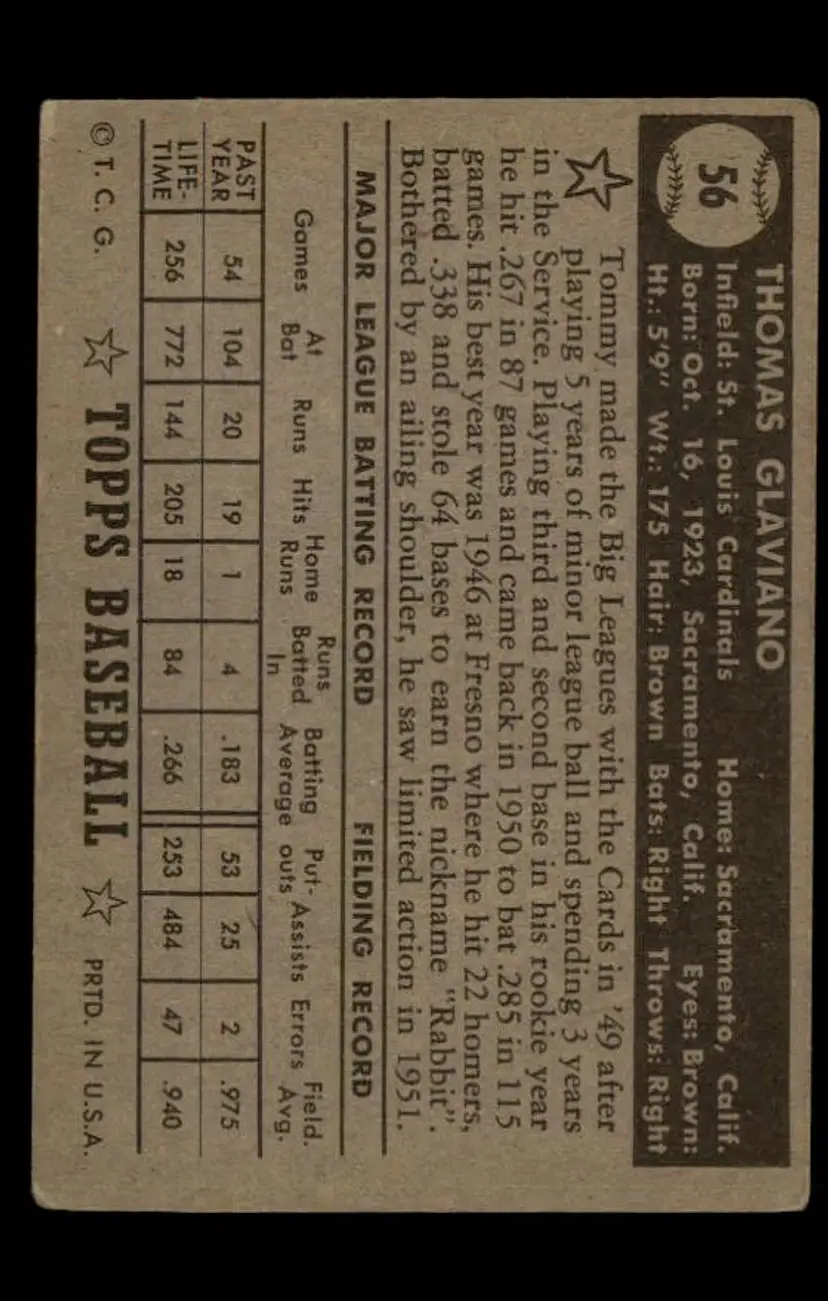 56
THOMAS GLAVIANO
Infield: St. Louis Cardinals Home: Sacramento, Calif.
Born: Oct. 16, 1923, Sacramento, Calif. Eyes: Brown:
Ht.: 5'9" Wt.: 175 Hair: Brown Bats: Right Throws: Right
Tommy made the Big Leagues with the Cards in '49 after
playing 5 years of minor league ball and spending 3 years
in the Service. Playing third and second base in his rookie year
he hit .267 in 87 games and came back in 1950 to bat .285 in 115
games. His best year was 1946 at Fresno where he hit 22 homers,
batted .338 and stole 64 bases to earn the nickname "Rabbit".
Bothered by an ailing shoulder, he saw limited action in 1951.
MAJOR LEAGUE BATTING RECORD FIELDING RECORD
Games At Bat Runs Hits Home Runs Runs Batted In Batting Average Put-outs Assists Errors Field. Avg.
PAST YEAR 54 104 20 19 1 4 .183 53 25 2 .975
LIFE-TIME 256 772 144 205 18 84 .266 253 484 47 .940
© T. C. G. TOPPS BASEBALL PRTD. IN U.S.A.